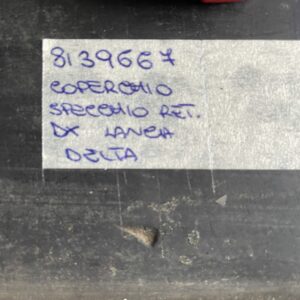 8139667
COPERCHIO
SPECCHIO RET.
DX LANCIA
DELTA